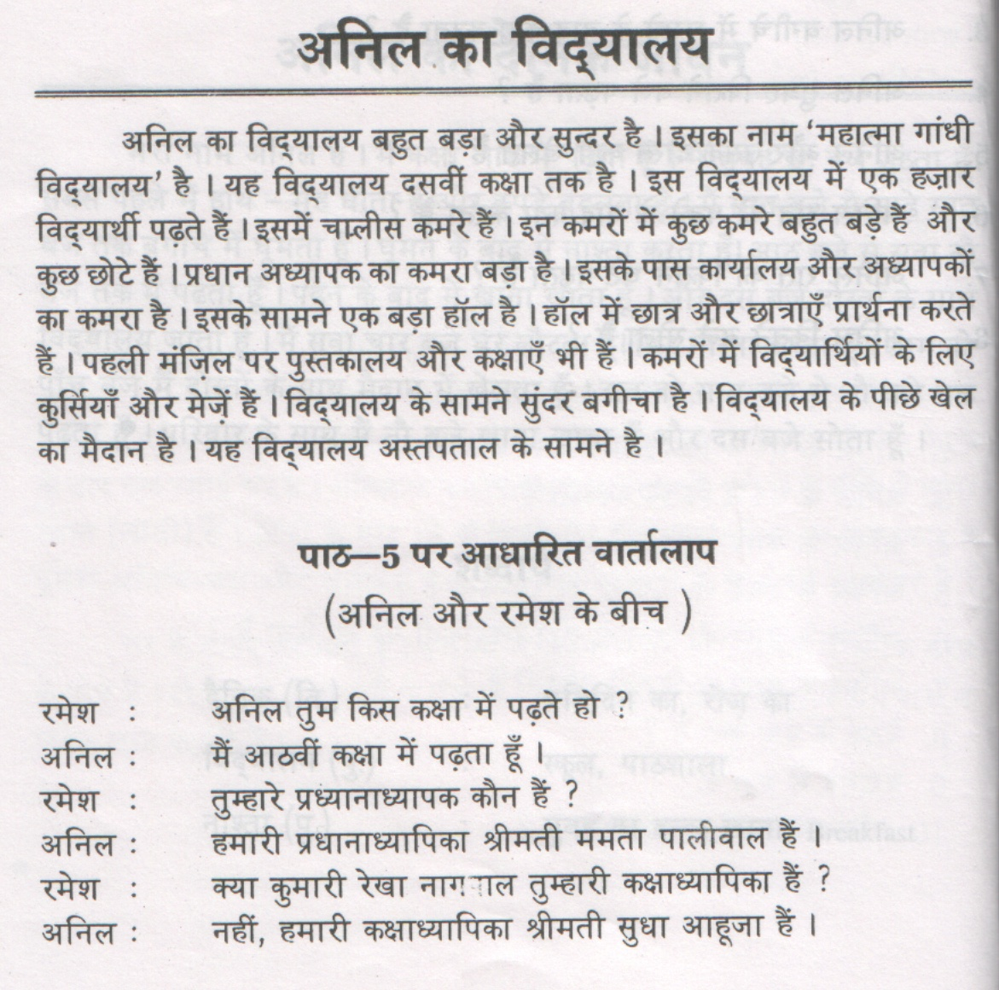 अनिल का विद्यालय
अनिल का विद्यालय बहुत बड़ा और सुन्दर है । इसका नाम ‘महात्मा गांधी
विद्यालय’ है । यह विद्यालय दसवीं कक्षा तक है । इस विद्यालय में एक हज़ार
विद्यार्थी पढ़ते हैं । इसमें चालीस कमरे हैं । इन कमरों में कुछ कमरे बहुत बड़े हैं और
कुछ छोटे हैं । प्रधान अध्यापक का कमरा बड़ा है । इसके पास कार्यालय और अध्यापकों
का कमरा है । इसके सामने एक बड़ा हॉल है । हॉल में छात्र और छात्राएँ प्रार्थना करते
हैं । पहली मंज़िल पर पुस्तकालय और कक्षाएँ भी हैं । कमरों में विद्यार्थियों के लिए
कुर्सियाँ और मेज़ें हैं । विद्यालय के सामने सुंदर बगीचा है । विद्यालय के पीछे खेल
का मैदान है । यह विद्यालय अस्तपताल के सामने है ।
पाठ—5 पर आधारित वार्तालाप
(अनिल और रमेश के बीच )
रमेश : अनिल तुम किस कक्षा में पढ़ते हो ?
अनिल : मैं आठवीं कक्षा में पढ़ता हूँ ।
रमेश : तुम्हारे प्रध्यानाध्यापक कौन हैं ?
अनिल : हमारी प्रधानाध्यापिका श्रीमती ममता पालीवाल हैं ।
रमेश : क्या कुमारी रेखा तुम्हारी कक्षाध्यापिका हैं ?
अनिल : नहीं, हमारी कक्षाध्यापिका श्रीमती सुधा आहूजा हैं ।